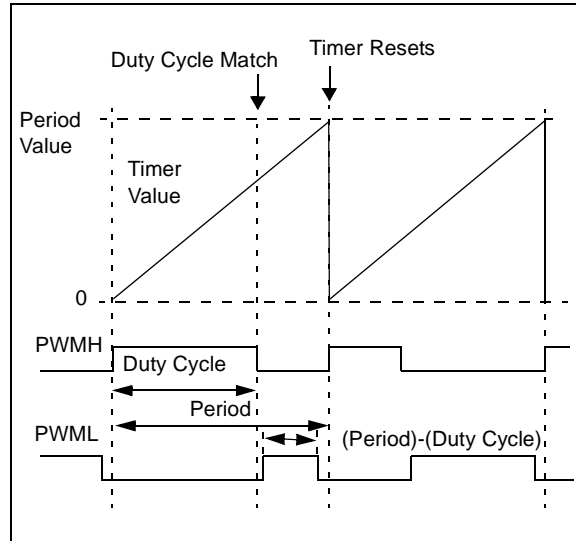 Duty Cycle Match
Timer Resets
Period
Value
Timer
Value
0
PWMH
Duty Cycle
Period
(Period)-(Duty Cycle)
PWML